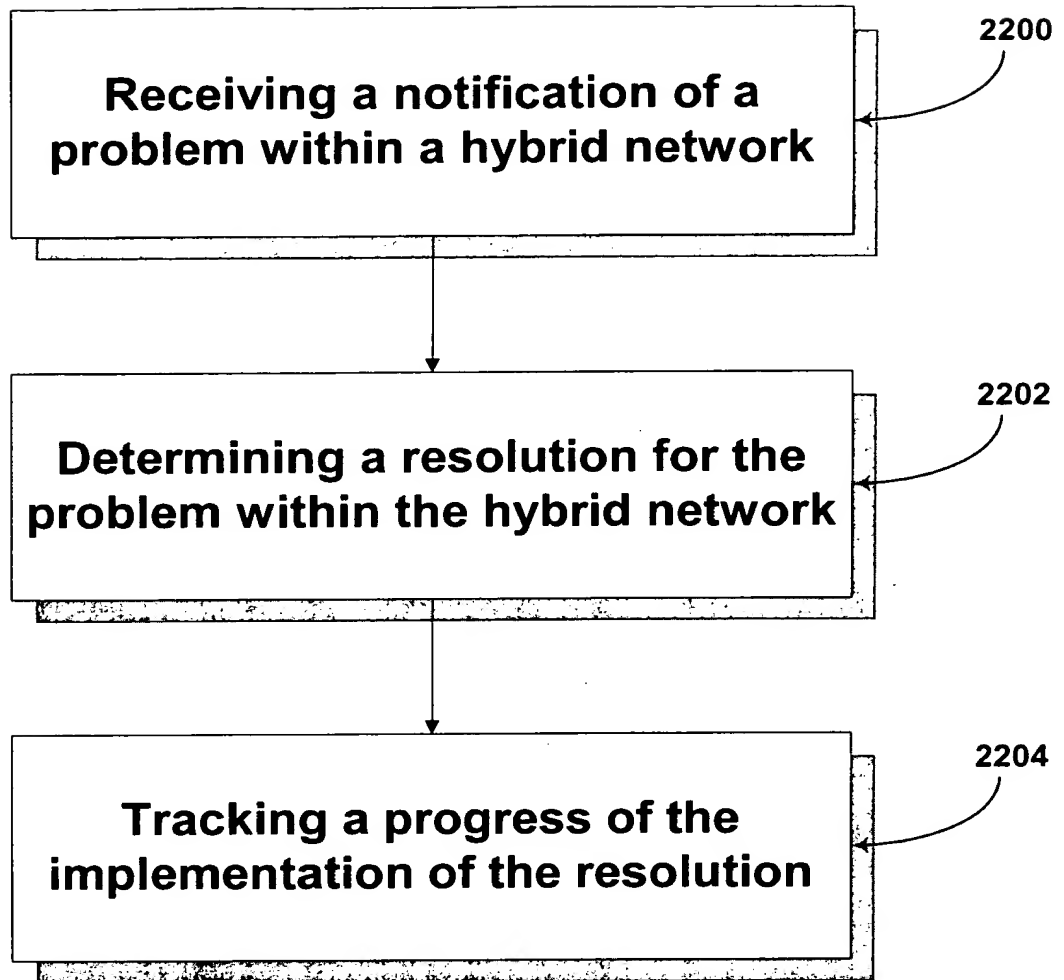 2200
Receiving a notification of a
problem within a hybrid network
2202
Determining a resolution for the
problem within the hybrid network
2204
Tracking a progress of the
implementation of the resolution